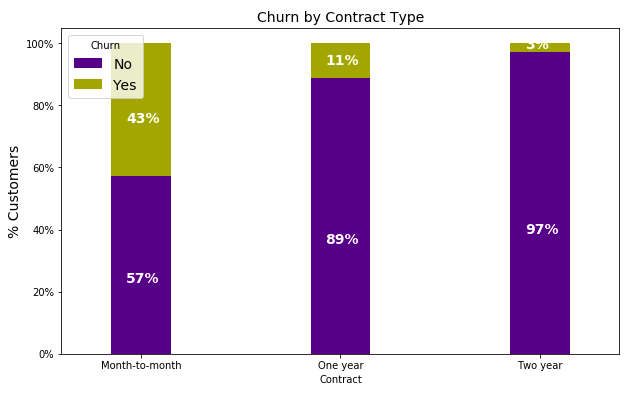 Churn by Contract Type
% Customers
100%
80%
60%
40%
20%
0%
Churn
No
Yes
43%
57%
11%
89%
3%
97%
Month-to-month
One year
Two year
Contract